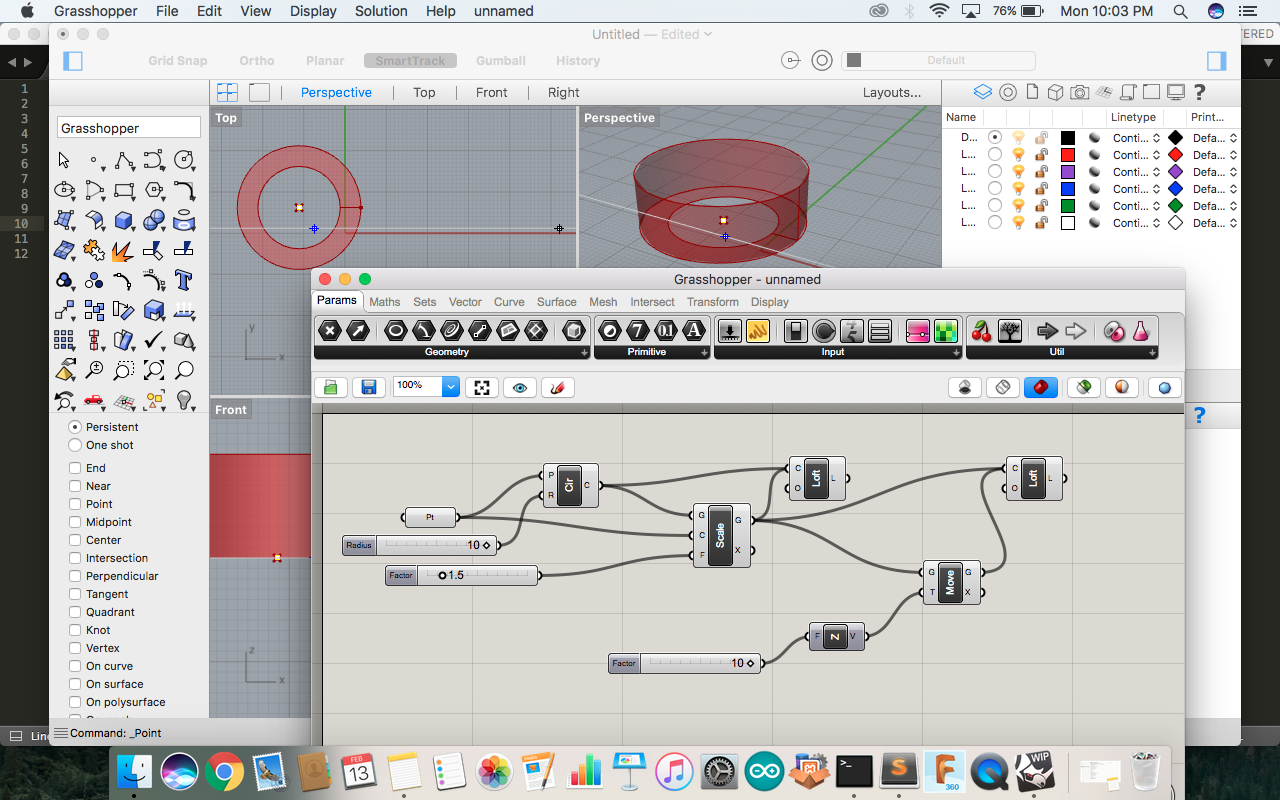 Grasshopper File Edit View Display Solution Help unnamed 76% Mon 10:03 PM
Untitled — Edited
ERED
Grid Snap Ortho Planar SmartTrack Gumball History Default
Perspective Top Front Right Layouts...
1
2
3
4
5
6
7
8
9
10
11
12
Grasshopper
Top
Perspective
Name Linetype Print...
D... Conti... Defa...
L... Conti... Defa...
L... Conti... Defa...
L... Conti... Defa...
L... Conti... Defa...
L... Conti... Defa...
y
x
Front
z
x
Grasshopper - unnamed
Params Maths Sets Vector Curve Surface Mesh Intersect Transform Display
Geometry Primitive Input Util
100%
Persistent
One shot
End
Near
Point
Midpoint
Center
Intersection
Perpendicular
Tangent
Quadrant
Knot
Vertex
On curve
On surface
On polysurface
P R Cir C
C O Loft L
C O Loft L
Pt
G C F Scale G X
Radius 10
Factor 1.5
G T Move G X
F Z V
Factor 10
Line
Command: _Point
FEB
13
WIP
360